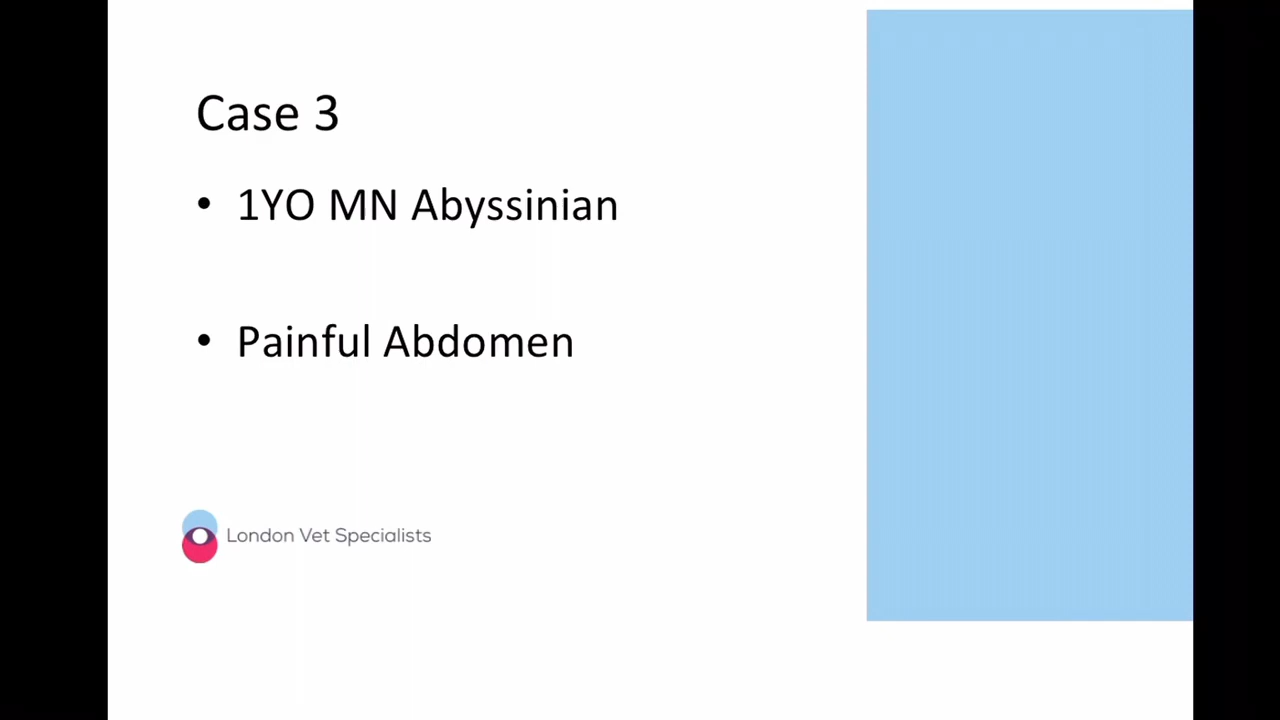 Case 3
• 1YO MN Abyssinian
• Painful Abdomen
London Vet Specialists